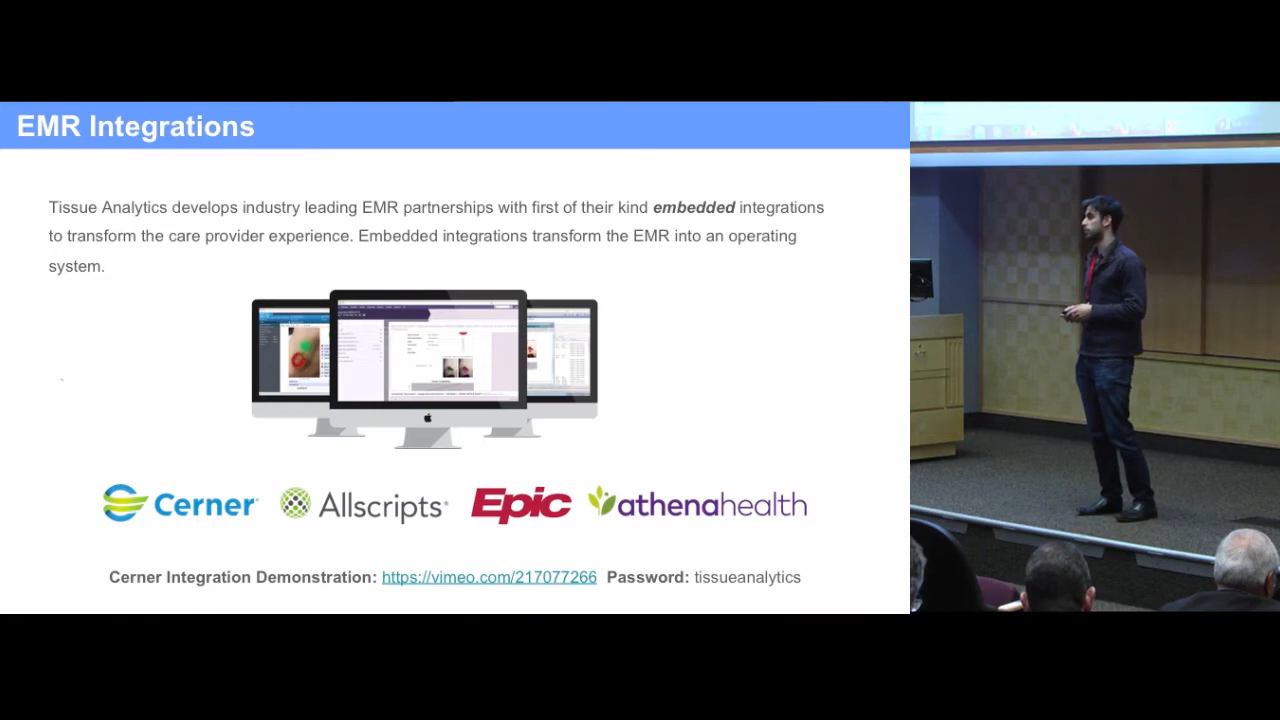 EMR Integrations
Tissue Analytics develops industry leading EMR partnerships with first of their kind embedded integrations
to transform the care provider experience. Embedded integrations transform the EMR into an operating
system.
Cerner
Allscripts
Epic
athenahealth
Cerner Integration Demonstration: https://vimeo.com/217077266 Password: tissueanalytics